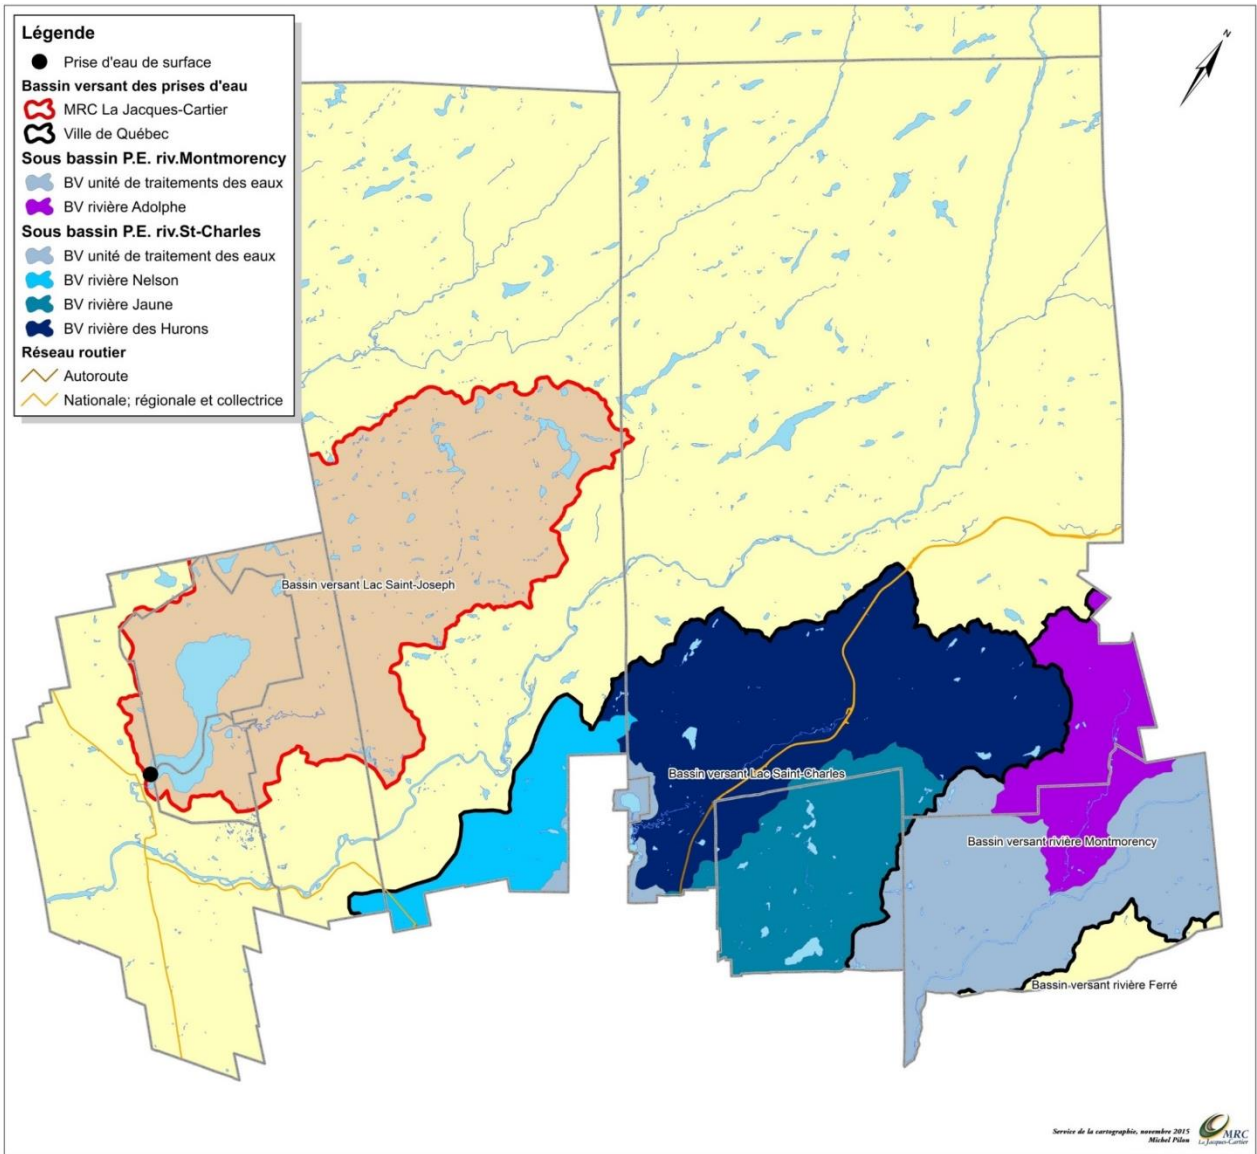 Légende
Prise d'eau de surface
Bassin versant des prises d'eau
MRC La Jacques-Cartier
Ville de Québec
Sous bassin P.E. riv.Montmorency
BV unité de traitements des eaux
BV rivière Adolphe
Sous bassin P.E. riv.St-Charles
BV unité de traitement des eaux
BV rivière Nelson
BV rivière Jaune
BV rivière des Hurons
Réseau routier
Autoroute
Nationale; régionale et collectrice
N
Bassin versant Lac Saint-Joseph
Bassin versant Lac Saint-Charles
Bassin versant rivière Montmorency
Bassin versant rivière Ferré
Service de la cartographie, novembre 2015
Michel Pilon
MRC
La Jacques-Cartier